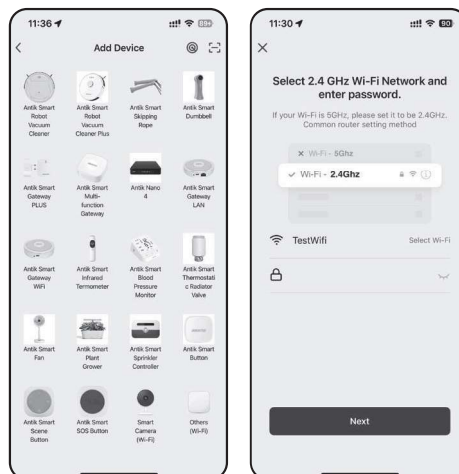 11:36
89+
Add Device
Antik Smart Robot Vacuum Cleaner
Antik Smart Robot Vacuum Cleaner Plus
Antik Smart Skipping Rope
Antik Smart Dumbbell
Antik Smart Gateway PLUS
Antik Smart Multi-function Gateway
Antik Nano 4
Antik Smart Gateway LAN
Antik Smart Gateway WiFi
Antik Smart Infrared Termometer
Antik Smart Blood Pressure Monitor
Antik Smart Thermostati c Radiator Valve
Antik Smart Fan
Antik Smart Plant Grower
Antik Smart Sprinkler Controller
Antik Smart Button
Antik Smart Scene Button
Antik Smart SOS Button
Smart Camera (Wi-Fi)
Others (Wi-Fi)
11:30
90
Select 2.4 GHz Wi-Fi Network and
enter password.
If your Wi-Fi is 5GHz, please set it to be 2.4GHz.
Common router setting method
Wi-Fi - 5Ghz
Wi-Fi - 2.4Ghz
TestWifi
Select Wi-Fi
Next